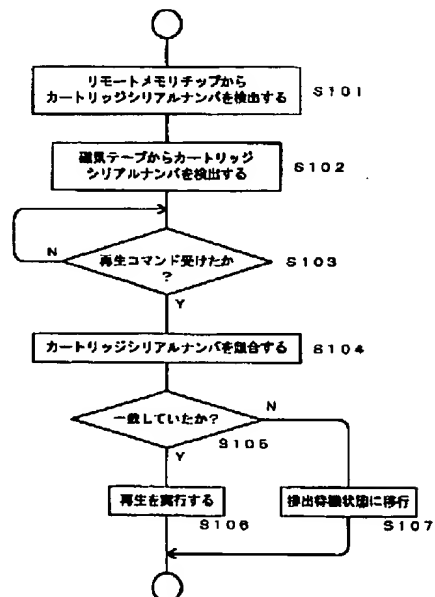 リモートメモリチップから
カートリッジシリアルナンバを検出する
S101
磁気テープからカートリッジ
シリアルナンバを検出する
S102
N
再生コマンド受けたか
?
S103
Y
カートリッジシリアルナンバを照合する
S104
一致していたか?
N
S105
Y
再生を実行する
S106
排出待機状態に移行
S107